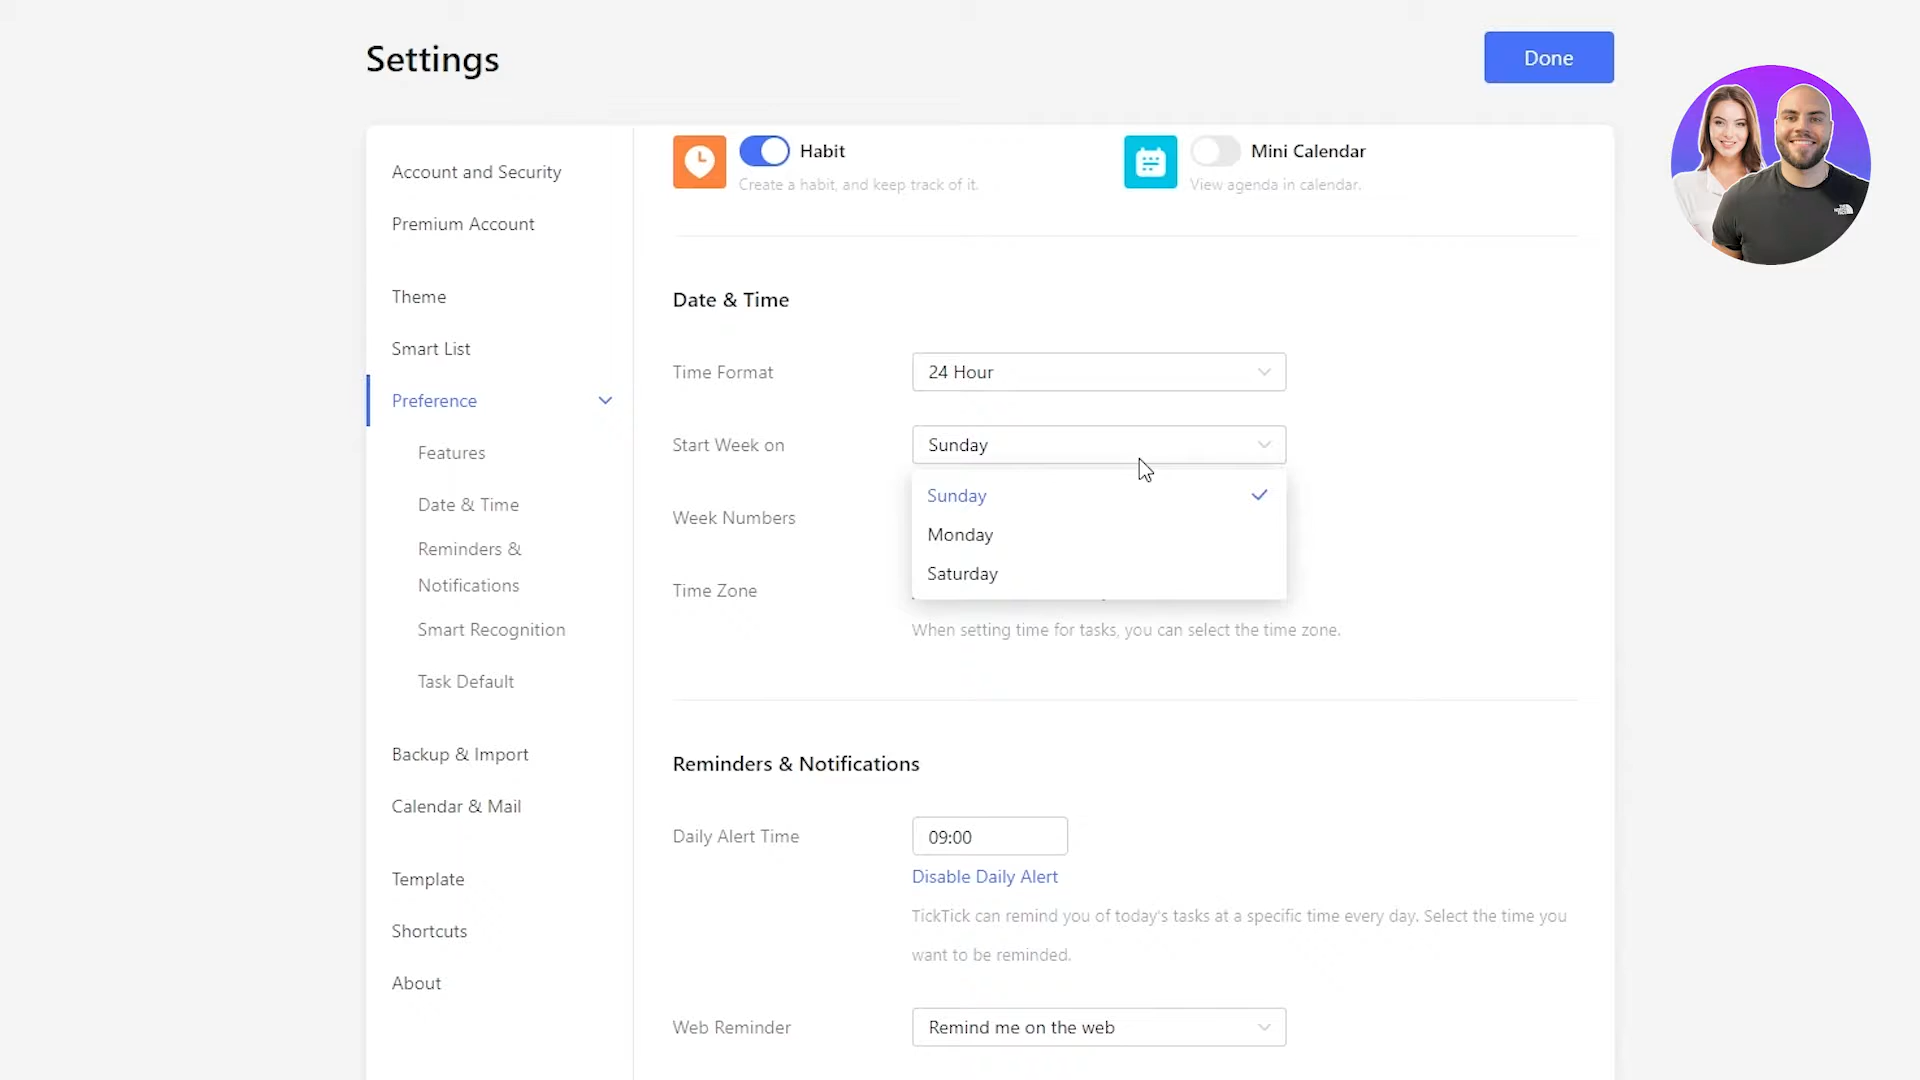 Settings
Done
Account and Security
Premium Account
Theme
Smart List
Preference
Features
Date & Time
Reminders &
Notifications
Smart Recognition
Task Default
Backup & Import
Calendar & Mail
Template
Shortcuts
About
Habit
Create a habit, and keep track of it.
Mini Calendar
View agenda in calendar.
Date & Time
Time Format
24 Hour
Start Week on
Sunday
Sunday
Monday
Saturday
Week Numbers
Time Zone
When setting time for tasks, you can select the time zone.
Reminders & Notifications
Daily Alert Time
09:00
Disable Daily Alert
TickTick can remind you of today's tasks at a specific time every day. Select the time you
want to be reminded.
Web Reminder
Remind me on the web